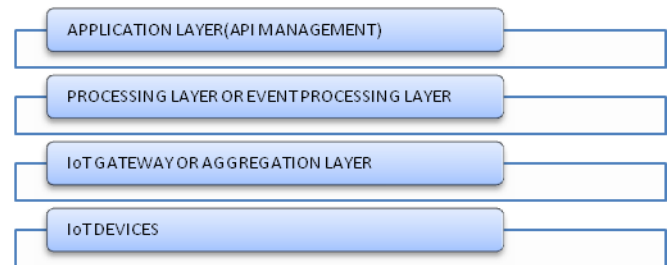 APPLICATION LAYER(API MANAGEMENT)
PROCESSING LAYER OR EVENT PROCESSING LAYER
IoT GATEWAY OR AGGREGATION LAYER
IoT DEVICES